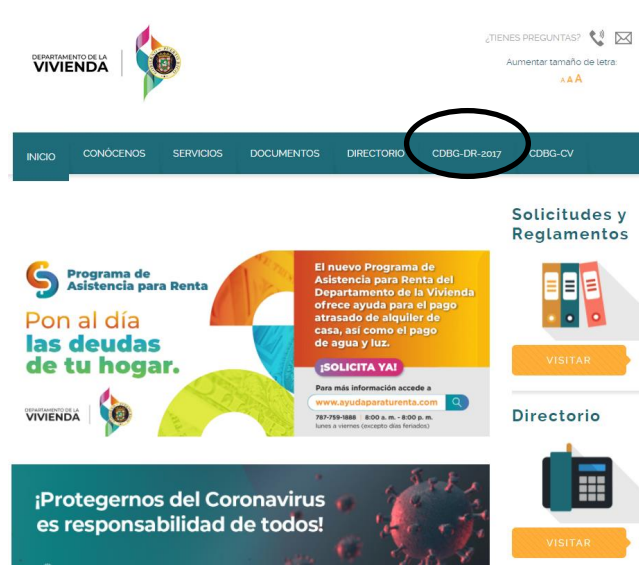 ¿TIENES PREGUNTAS?
Aumentar tamaño de letra:
A A A
DEPARTAMENTO DE LA
VIVIENDA
INICIO CONÓCENOS SERVICIOS DOCUMENTOS DIRECTORIO CDBG-DR-2017 CDBG-CV
Programa de
Asistencia para Renta
Pon al día
las deudas
de tu hogar.
DEPARTAMENTO DE LA
VIVIENDA
El nuevo Programa de
Asistencia para Renta del
Departamento de la Vivienda
ofrece ayuda para el pago
atrasado de alquiler de
casa, así como el pago
de agua y luz.
¡SOLICITA YA!
Para más información accede a
www.ayudaparaturenta.com
787-759-1888 | 8:00 a. m. - 8:00 p. m.
lunes a viernes (excepto días feriados)
¡Protegernos del Coronavirus
es responsabilidad de todos!
Solicitudes y
Reglamentos
VISITAR
Directorio
VISITAR